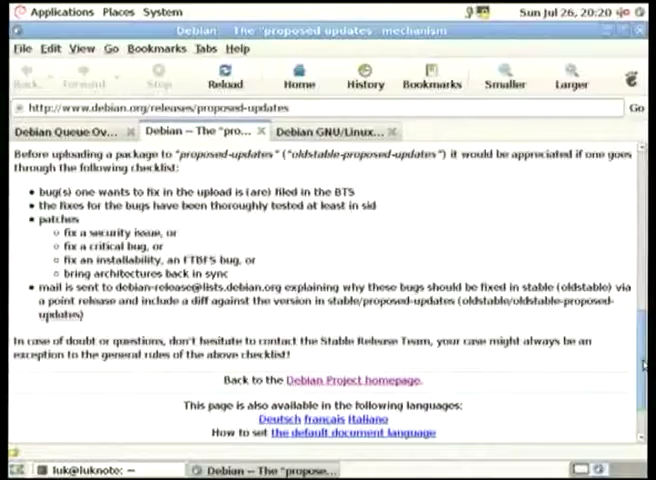 Applications Places System Sun Jul 26, 20:20
Debian -- The "proposed-updates" mechanism
File Edit View Go Bookmarks Tabs Help
Back Forward Stop Reload Home History Bookmarks Smaller Larger
http://www.debian.org/releases/proposed-updates Go
Debian Queue Ov... Debian -- The "pro... Debian GNU/Linux...
Before uploading a package to "proposed-updates" ("oldstable-proposed-updates") it would be appreciated if one goes
through the following checklist:
• bug(s) one wants to fix in the upload is (are) filed in the BTS
• the fixes for the bugs have been thoroughly tested at least in sid
• patches
○ fix a security issue, or
○ fix a critical bug, or
○ fix an installability, an FTBFS bug, or
○ bring architectures back in sync
• mail is sent to debian-release@lists.debian.org explaining why these bugs should be fixed in stable (oldstable) via
a point release and include a diff against the version in stable/proposed-updates (oldstable/oldstable-proposed-
updates)
In case of doubt or questions, don't hesitate to contact the Stable Release Team, your case might always be an
exception to the general rules of the above checklist!
Back to the Debian Project homepage.
This page is also available in the following languages:
Deutsch français Italiano
How to set the default document language
luk@luknote: ~ Debian -- The "propose...